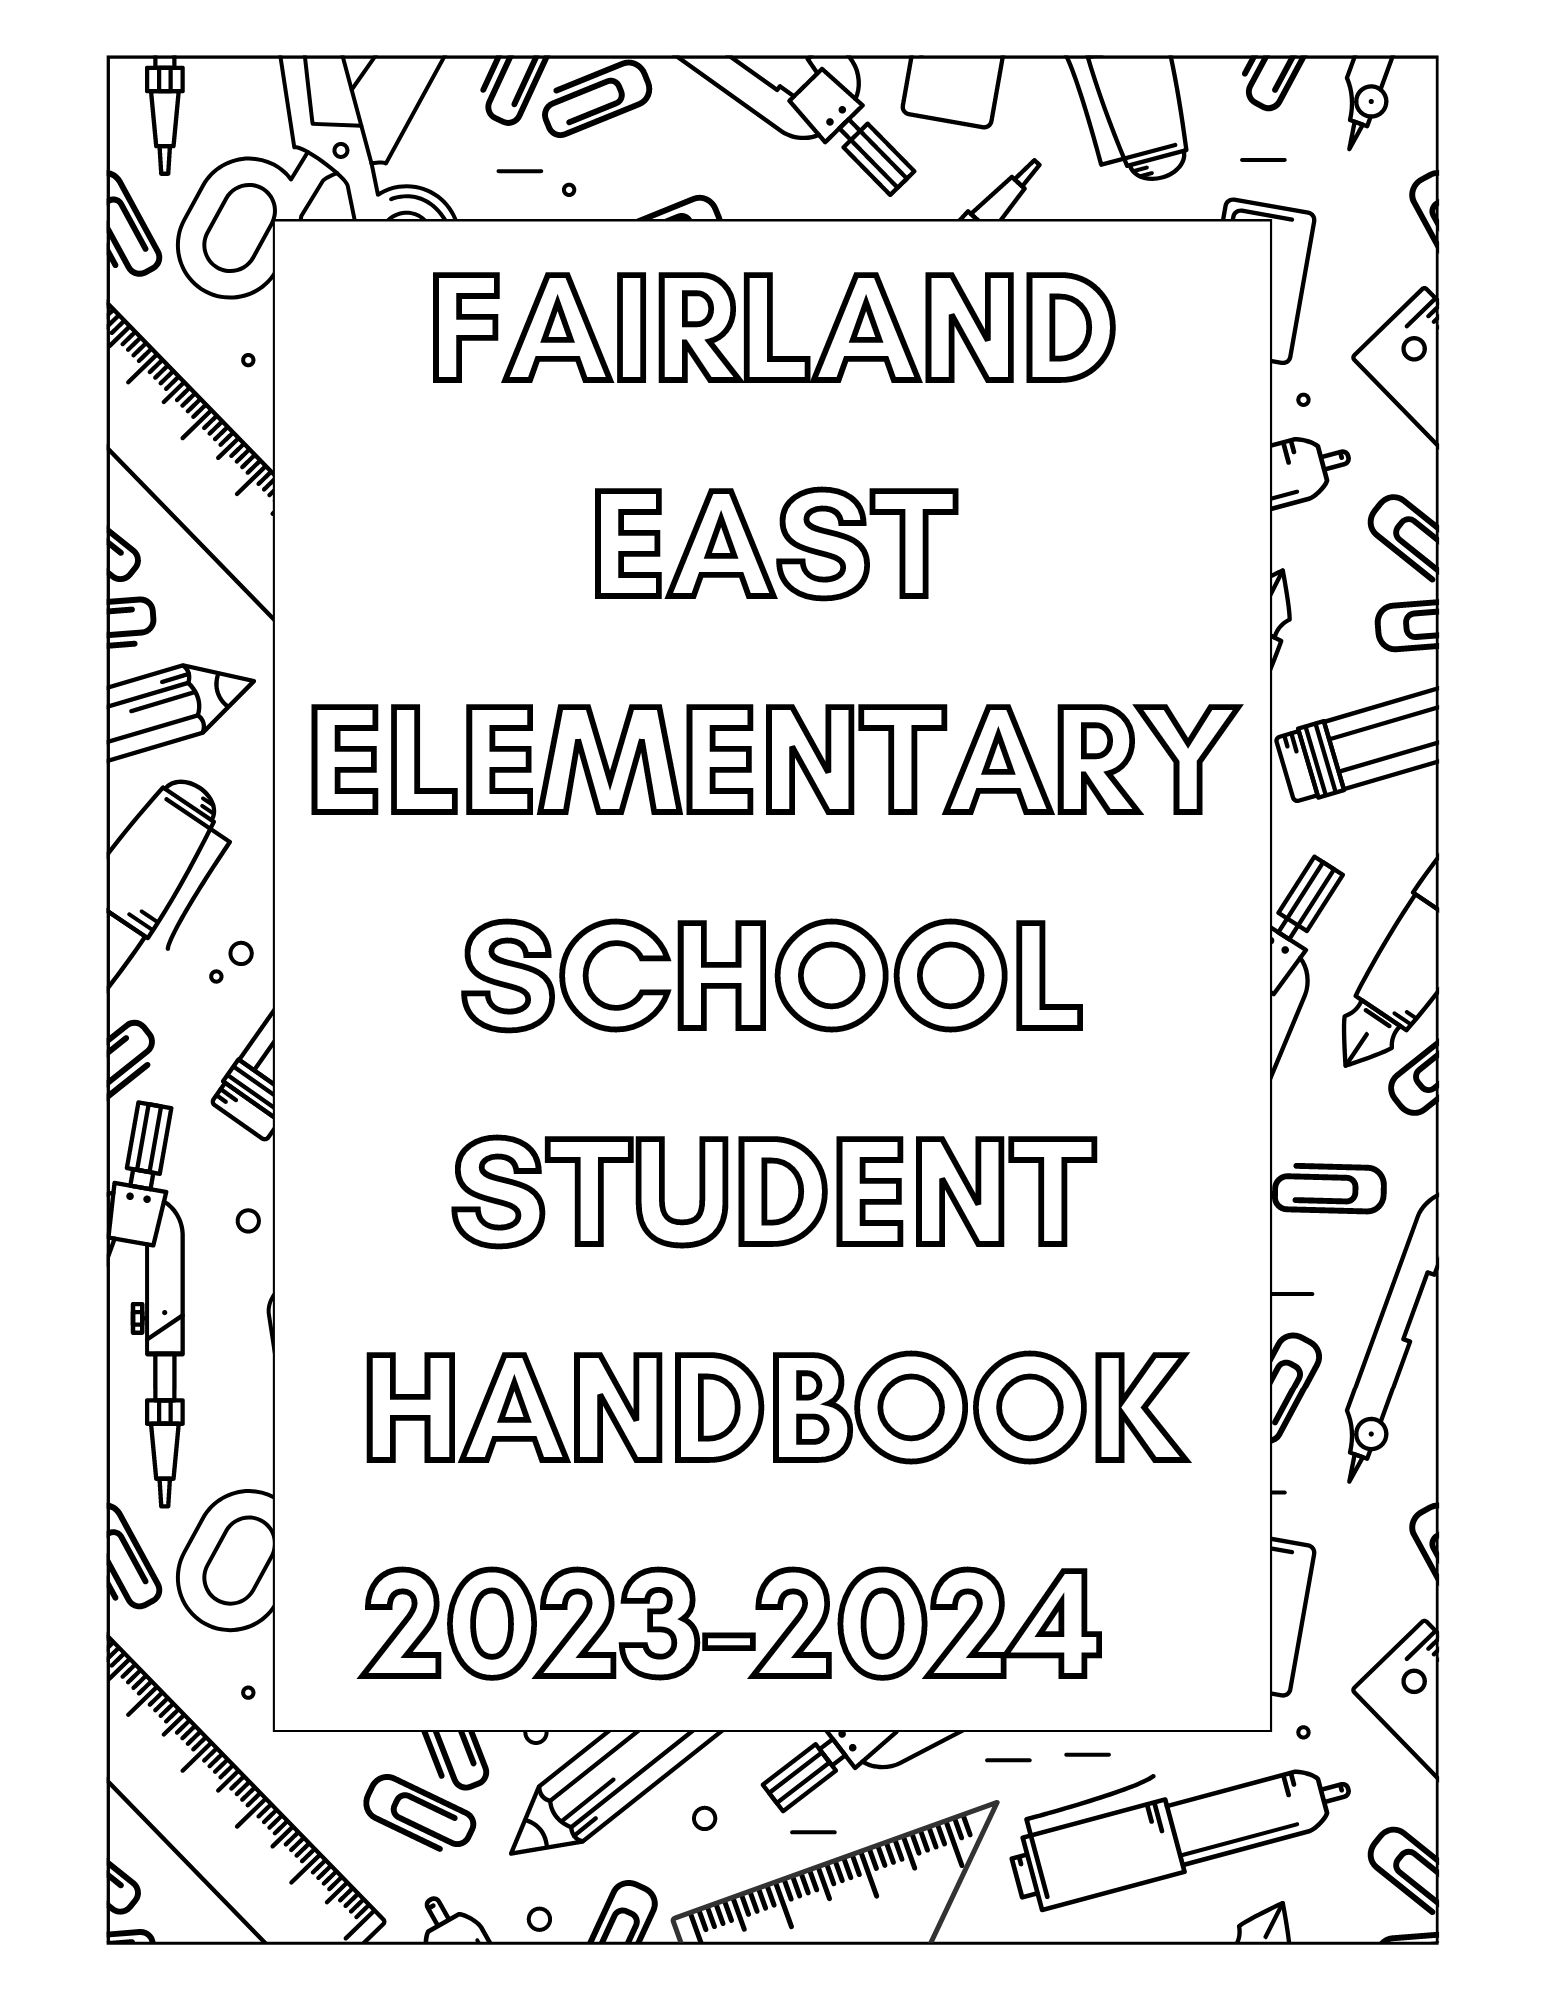 FAIRLAND
EAST
ELEMENTARY
SCHOOL
STUDENT
HANDBOOK
2023-2024